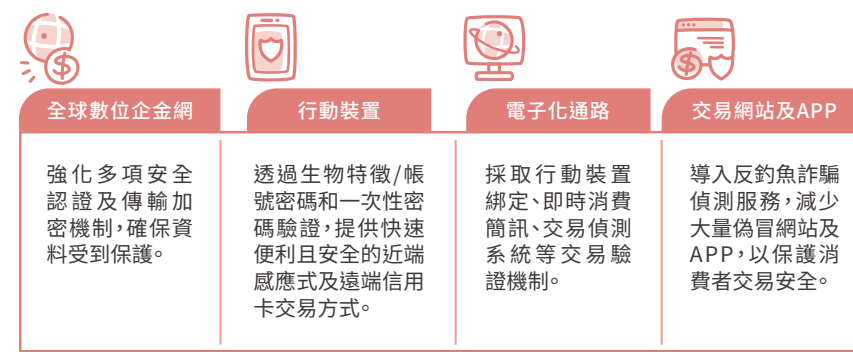 全球數位企金網
強化多項安全
認證及傳輸加
密機制，確保資
料受到保護。
行動裝置
透過生物特徵/帳
號密碼和一次性密
碼驗證，提供快速
便利且安全的近端
感應式及遠端信用
卡交易方式。
電子化通路
採取行動裝置
綁定、即時消費
簡訊、交易偵測
系統等交易驗
證機制。
交易網站及APP
導入反釣魚詐騙
偵測服務，減少
大量偽冒網站及
APP，以保護消
費者交易安全。